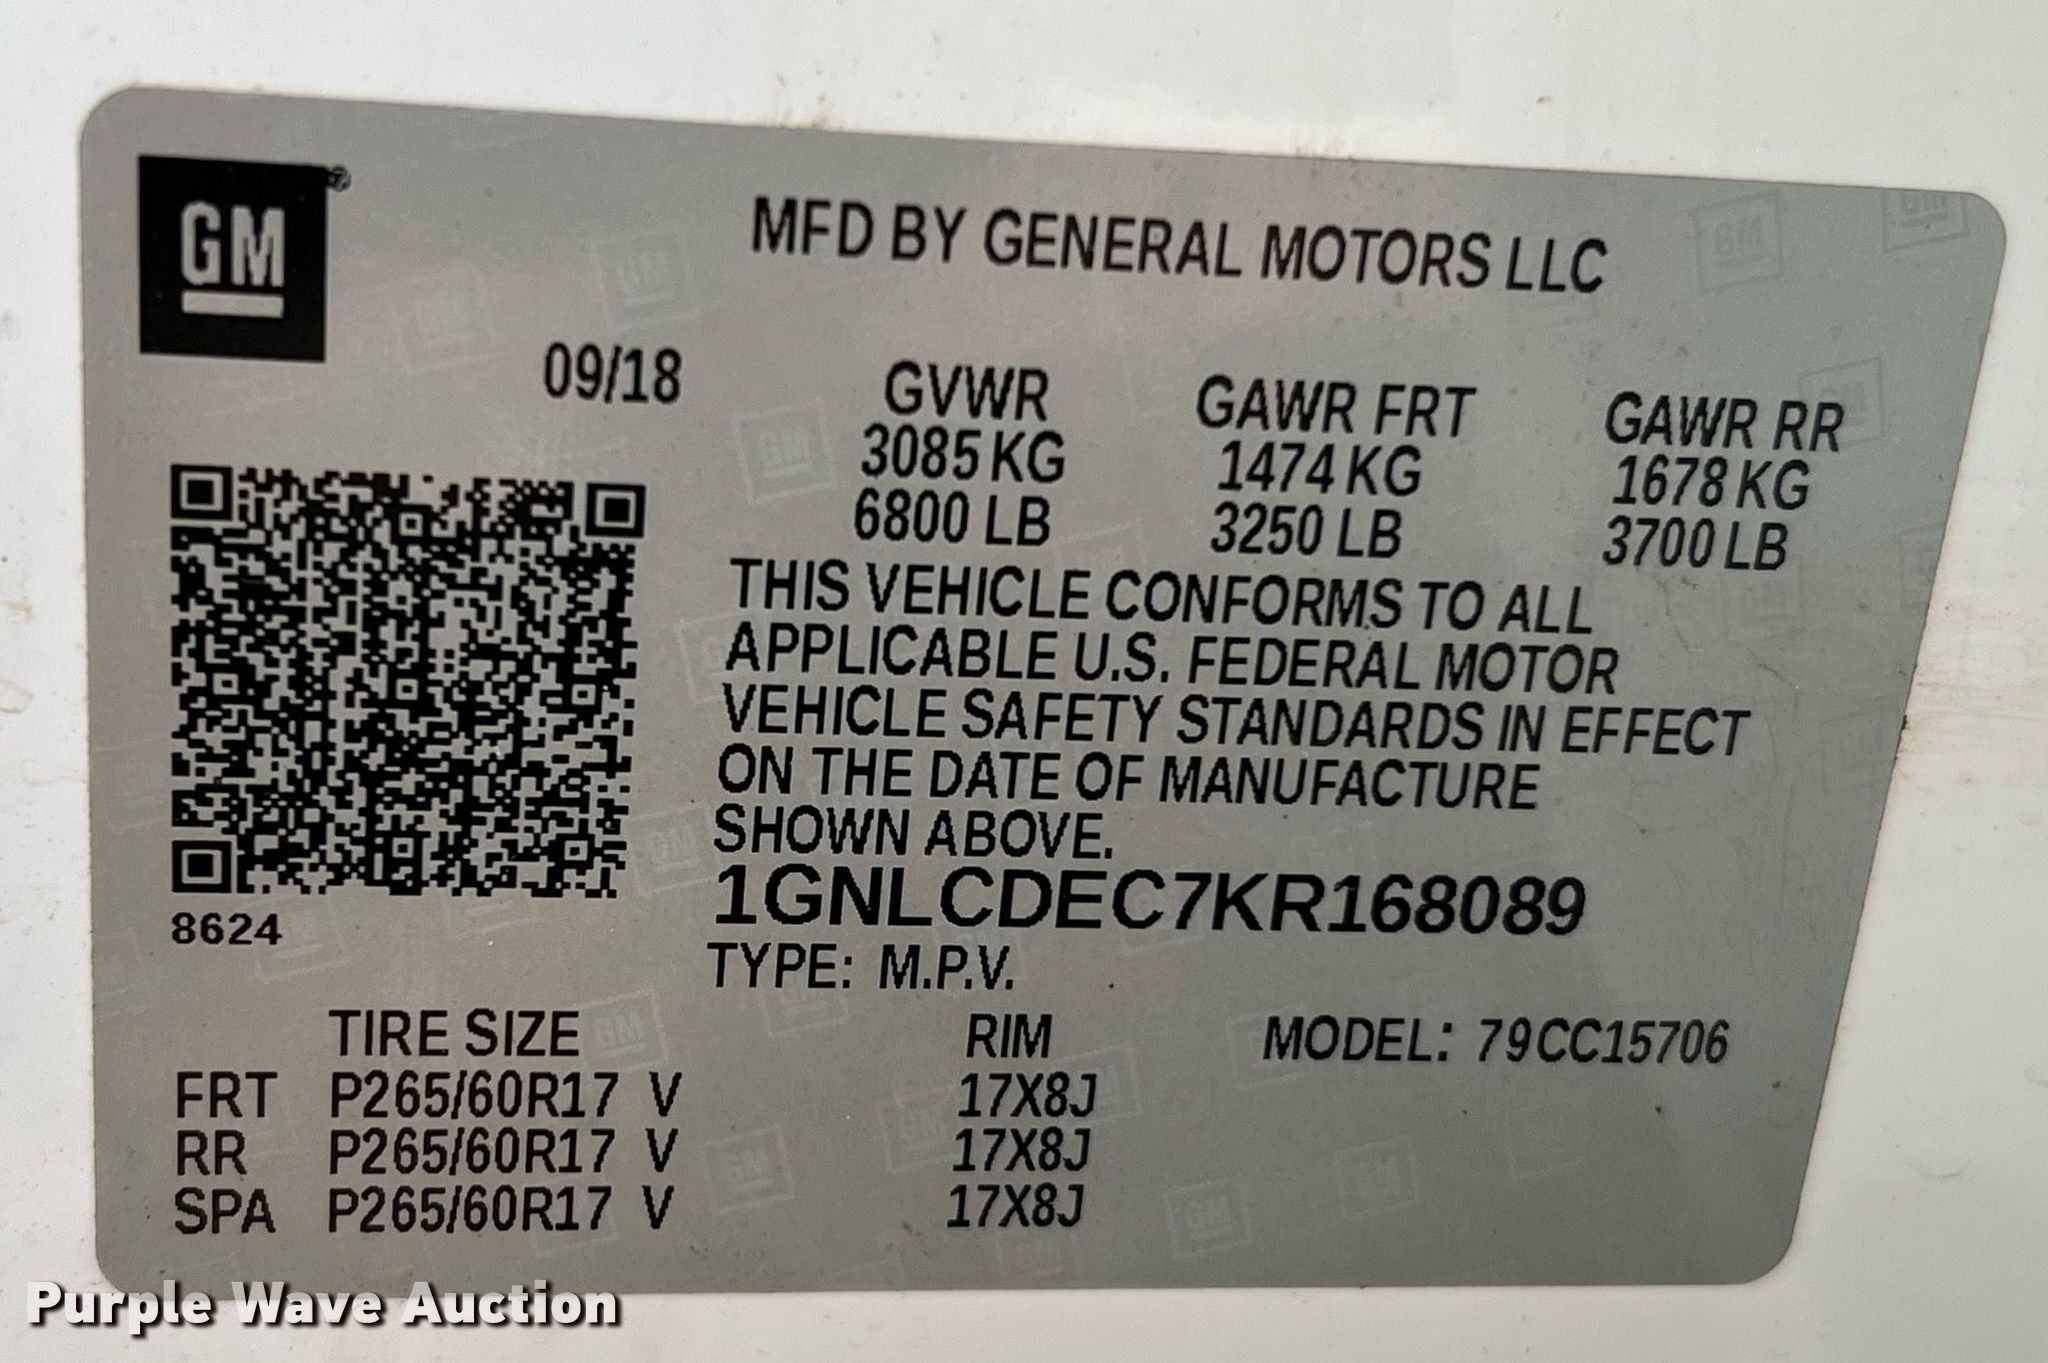 GM
MFD BY GENERAL MOTORS LLC
09/18
GVWR GAWR FRT GAWR RR
3085 KG 1474 KG 1678 KG
6800 LB 3250 LB 3700 LB
THIS VEHICLE CONFORMS TO ALL
APPLICABLE U.S. FEDERAL MOTOR
VEHICLE SAFETY STANDARDS IN EFFECT
ON THE DATE OF MANUFACTURE
SHOWN ABOVE.
1GNLCDEC7KR168089
8624
TYPE: M.P.V.
TIRE SIZE RIM MODEL: 79CC15706
FRT P265/60R17 V 17X8J
RR P265/60R17 V 17X8J
SPA P265/60R17 V 17X8J
Purple Wave Auction